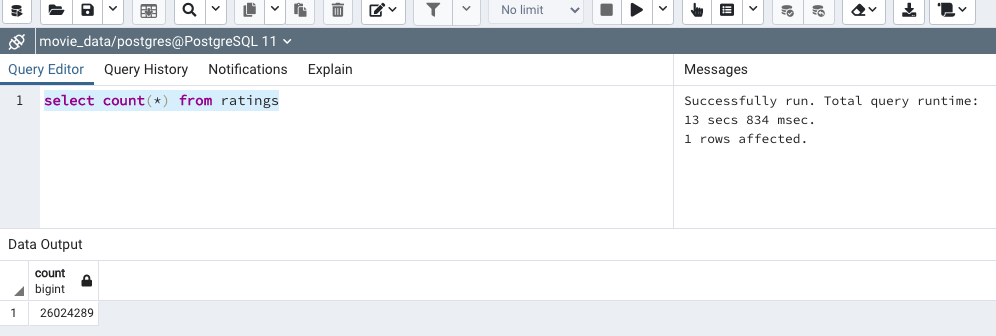 No limit
movie_data/postgres@PostgreSQL 11
Query Editor Query History Notifications Explain
Messages
1 select count(*) from ratings
Successfully run. Total query runtime:
13 secs 834 msec.
1 rows affected.
Data Output
count
bigint
1 26024289